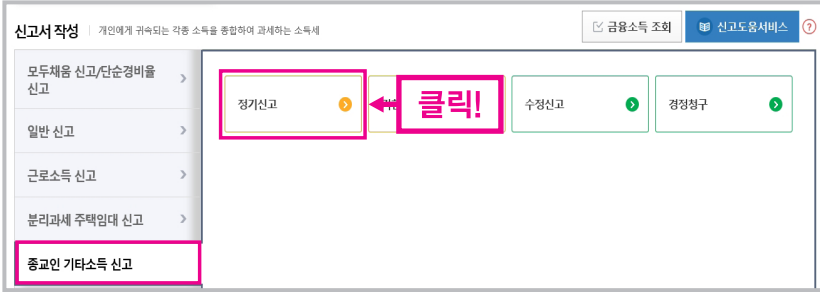 신고서 작성 개인에게 귀속되는 각종 소득을 종합하여 과세하는 소득세
금융소득 조회
신고도움서비스
?
모두채움 신고/단순경비율
신고
일반 신고
근로소득 신고
분리과세 주택임대 신고
종교인 기타소득 신고
정기신고
클릭!
수정신고
경정청구